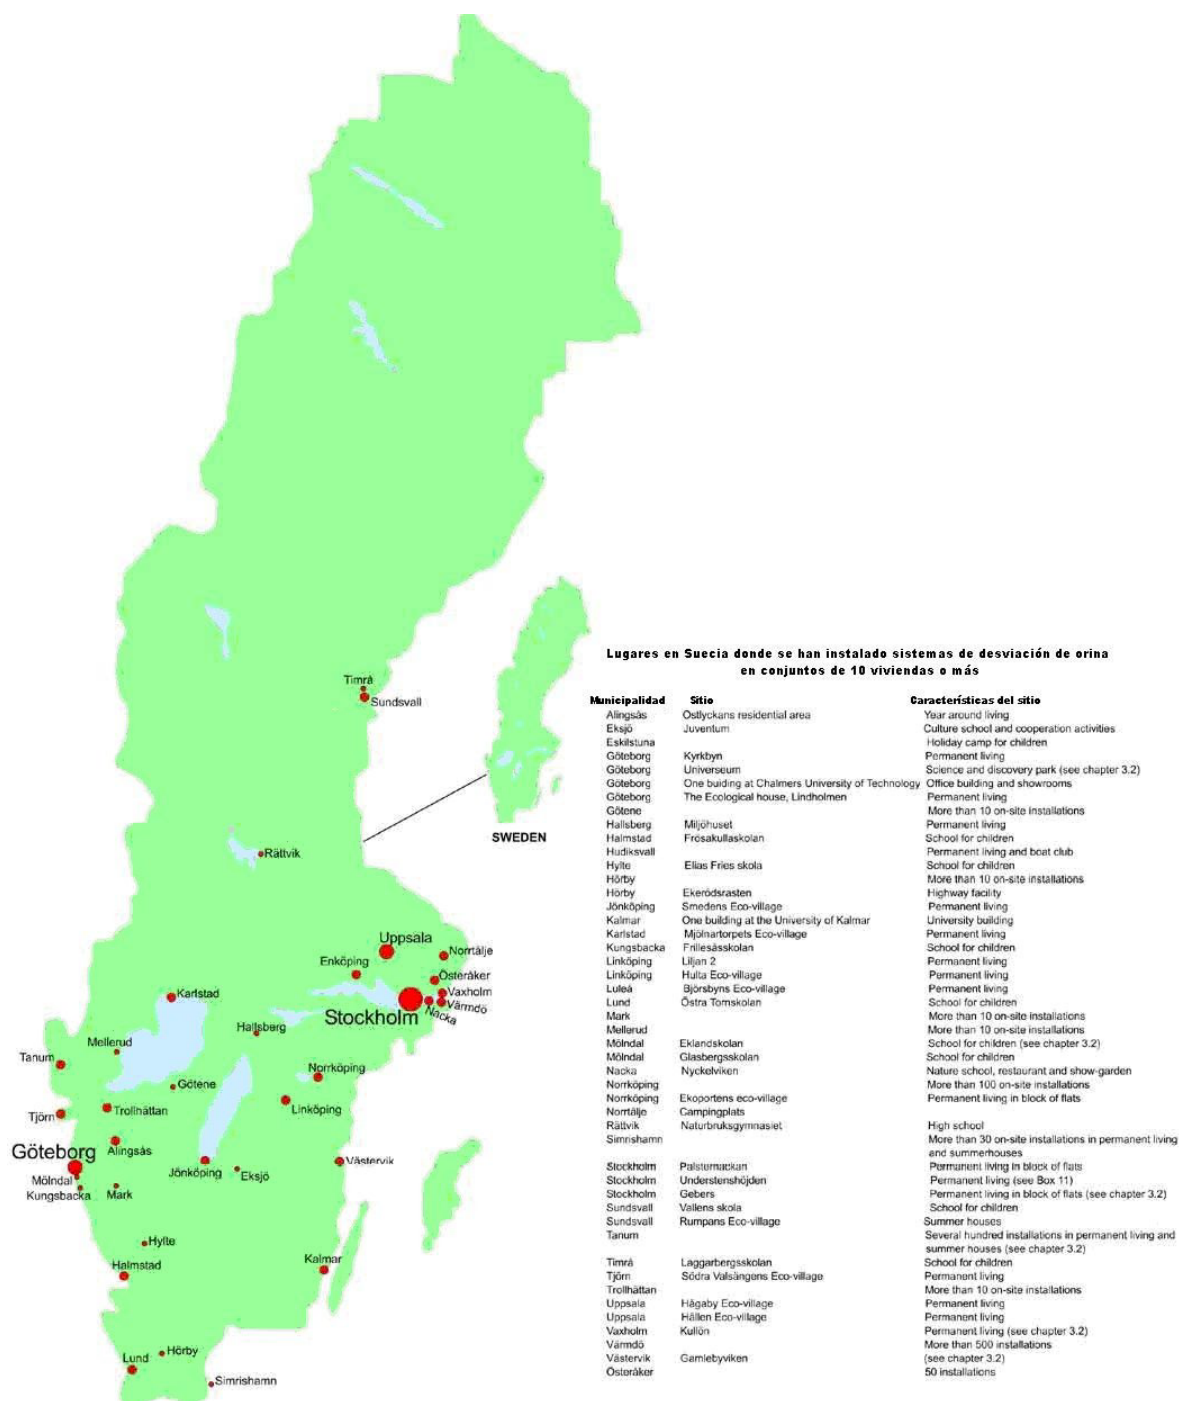 Timrå
Sundsvall
SWEDEN
Rättvik
Uppsala
Norrtälje
Enköping
Österåker
Karlstad
Vaxholm
Värmdö
Nacka
Stockholm
Hallsberg
Mellerud
Tanum
Norrköping
Götene
Trollhättan
Linköping
Tjörn
Alingsås
Göteborg
Jönköping
Västervik
Eksjö
Mölndal
Kungsbacka
Mark
Hylte
Kalmar
Halmstad
Hörby
Lund
Simrishamn
Lugares en Suecia donde se han instalado sistemas de desviación de orina
en conjuntos de 10 viviendas o más
Municipalidad Sitio Características del sitio
Alingsås Östlyckans residential area Year around living
Eksjö Juventum Culture school and cooperation activities
Eskilstuna Holiday camp for children
Göteborg Kyrkbyn Permanent living
Göteborg Universeum Science and discovery park (see chapter 3.2)
Göteborg One buiding at Chalmers University of Technology Office building and showrooms
Göteborg The Ecological house, Lindholmen Permanent living
Götene More than 10 on-site installations
Hallsberg Miljöhuset Permanent living
Halmstad Frösakullaskolan School for children
Hudiksvall Permanent living and boat club
Hylte Elias Fries skola School for children
Hörby More than 10 on-site installations
Hörby Ekerödsrasten Highway facility
Jönköping Smedens Eco-village Permanent living
Kalmar One building at the University of Kalmar University building
Karlstad Mjölnartorpets Eco-village Permanent living
Kungsbacka Frillesåsskolan School for children
Linköping Liljan 2 Permanent living
Linköping Hulta Eco-village Permanent living
Luleå Björsbyns Eco-village Permanent living
Lund Östra Tornskolan School for children
Mark More than 10 on-site installations
Mellerud More than 10 on-site installations
Mölndal Eklandskolan School for children (see chapter 3.2)
Mölndal Glasbergsskolan School for children
Nacka Nyckelviken Nature school, restaurant and show-garden
Norrköping More than 100 on-site installations
Norrköping Ekoportens eco-village Permanent living in block of flats
Norrtälje Campingplats
Rättvik Naturbruksgymnasiet High school
Simrishamn More than 30 on-site installations in permanent living
and summerhouses
Stockholm Palsternackan Permanent living in block of flats
Stockholm Understenshöjden Permanent living (see Box 11)
Stockholm Gebers Permanent living in block of flats (see chapter 3.2)
Sundsvall Vallens skola School for children
Sundsvall Rumpans Eco-village Summer houses
Tanum Several hundred installations in permanent living and
summer houses (see chapter 3.2)
Timrå Laggarbergsskolan School for children
Tjörn Södra Valsängens Eco-village Permanent living
Trollhättan More than 10 on-site installations
Uppsala Hågaby Eco-village Permanent living
Uppsala Hällen Eco-village Permanent living
Vaxholm Kullön Permanent living (see chapter 3.2)
Värmdö More than 500 installations
Västervik Gamlebyviken (see chapter 3.2)
Österåker 50 installations